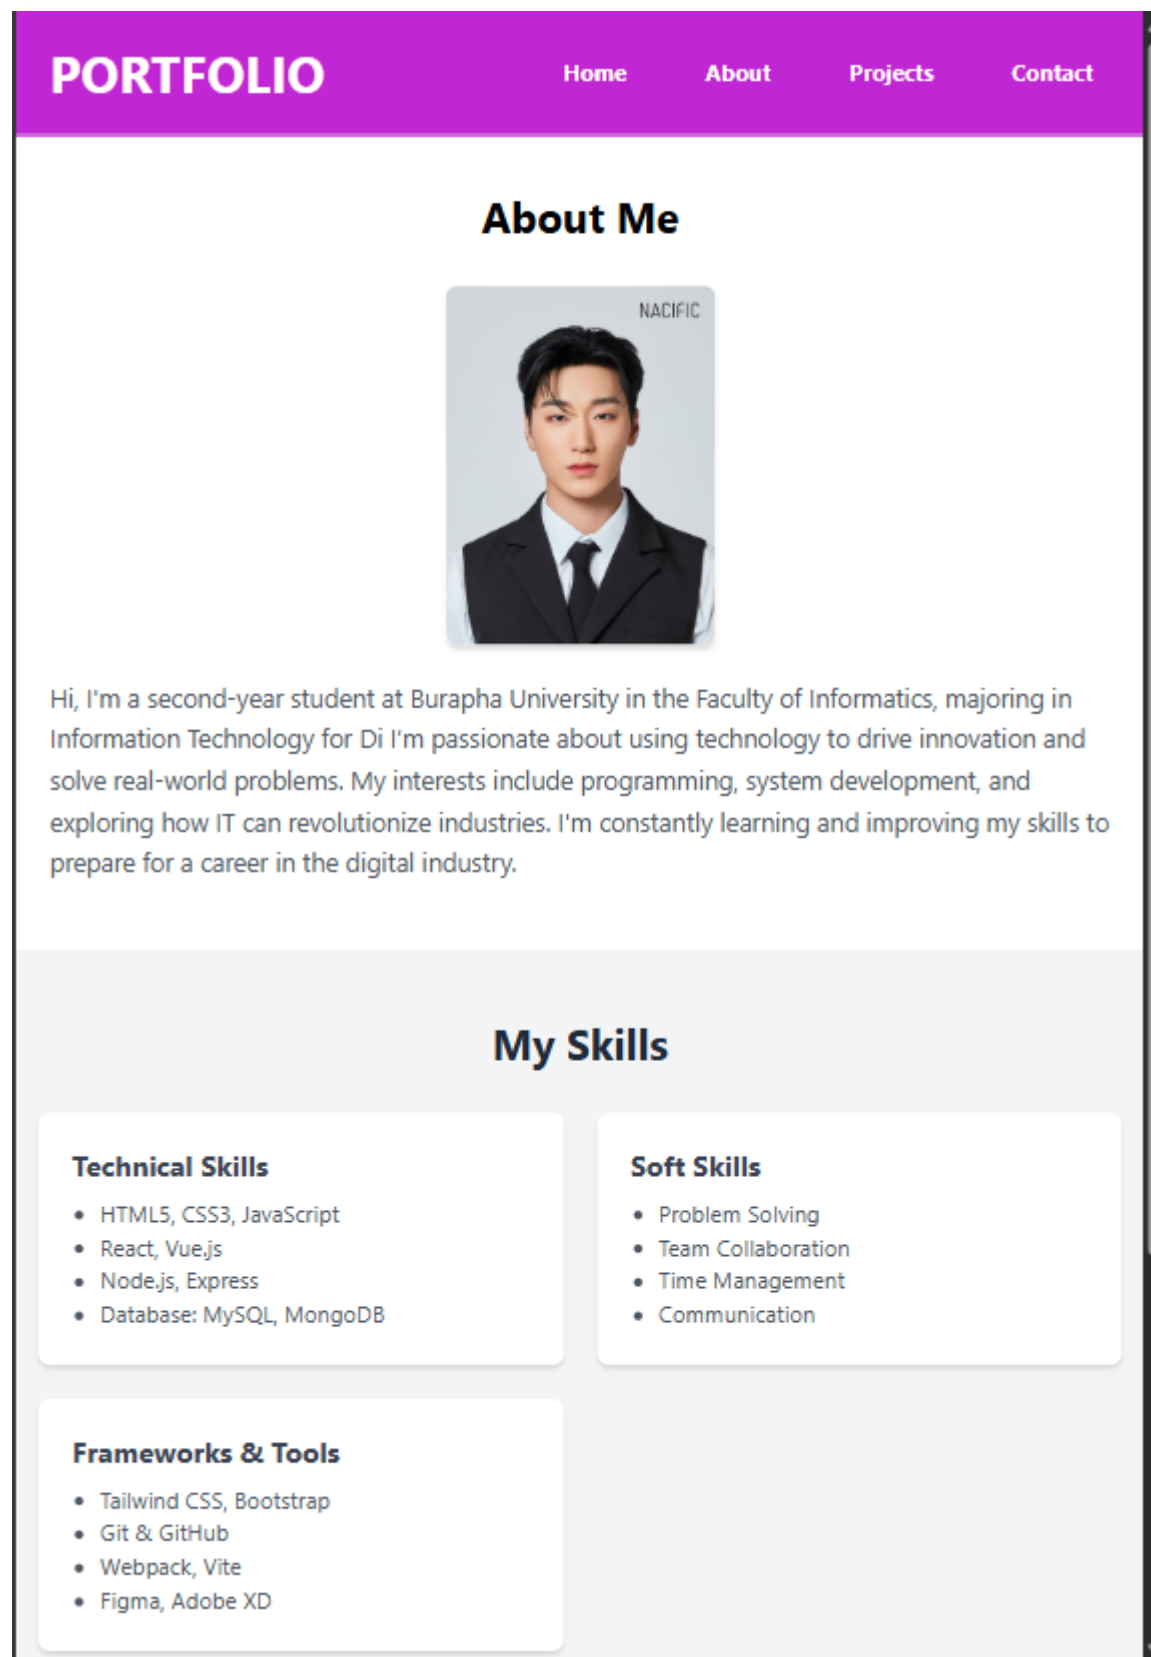 PORTFOLIO
Home About Projects Contact
About Me
NACIFIC
Hi, I'm a second-year student at Burapha University in the Faculty of Informatics, majoring in
Information Technology for Di I'm passionate about using technology to drive innovation and
solve real-world problems. My interests include programming, system development, and
exploring how IT can revolutionize industries. I'm constantly learning and improving my skills to
prepare for a career in the digital industry.
My Skills
Technical Skills
• HTML5, CSS3, JavaScript
• React, Vue.js
• Node.js, Express
• Database: MySQL, MongoDB
Soft Skills
• Problem Solving
• Team Collaboration
• Time Management
• Communication
Frameworks & Tools
• Tailwind CSS, Bootstrap
• Git & GitHub
• Webpack, Vite
• Figma, Adobe XD